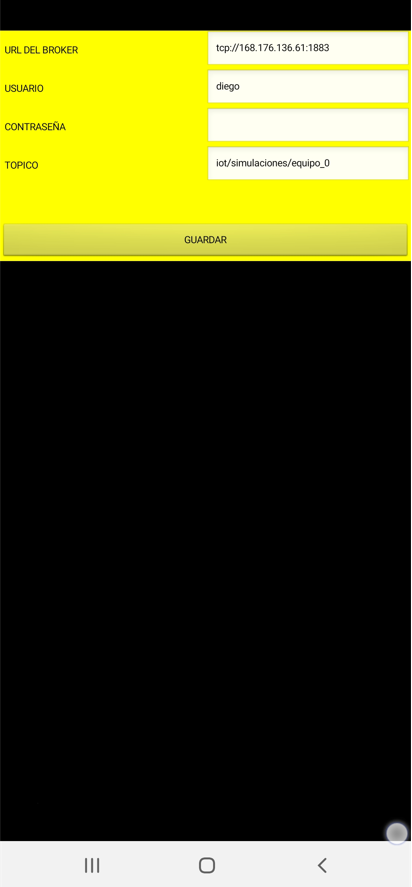 URL DEL BROKER
tcp://168.176.136.61:1883
USUARIO
diego
CONTRASEÑA
TOPICO
iot/simulaciones/equipo_0
GUARDAR